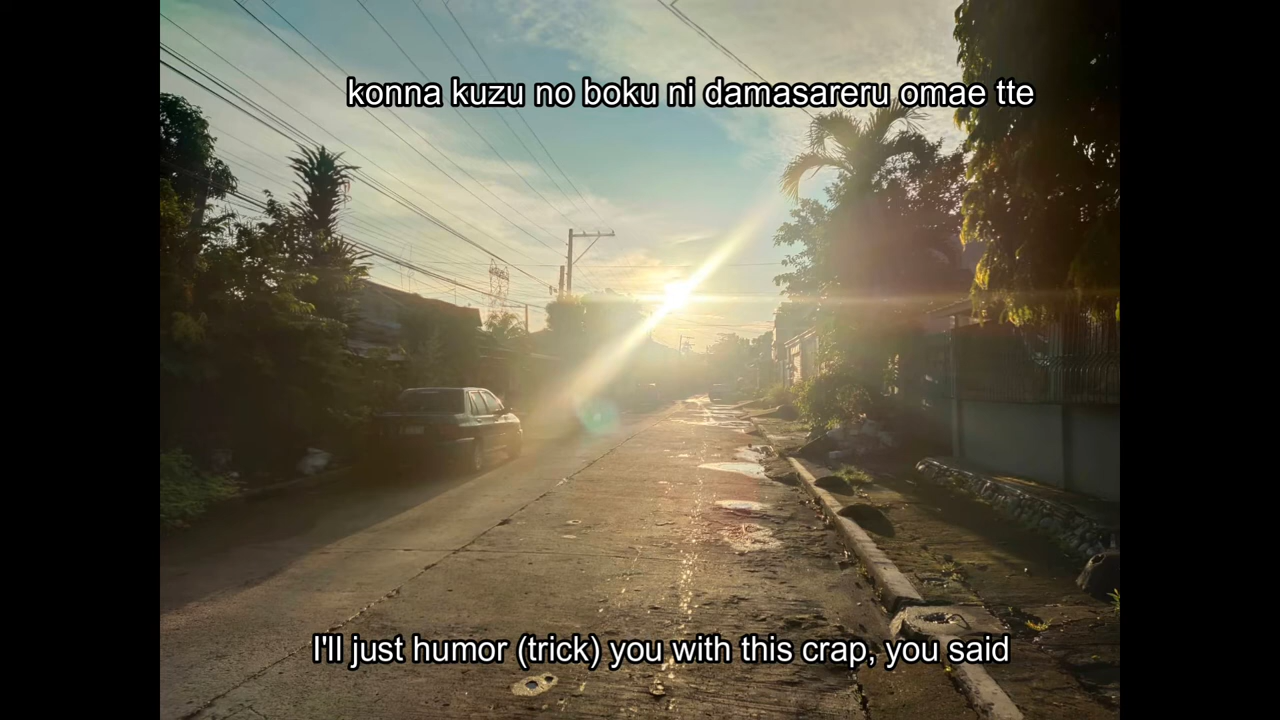 konna kuzu no boku ni damasareru omae tte
I'll just humor (trick) you with this crap, you said